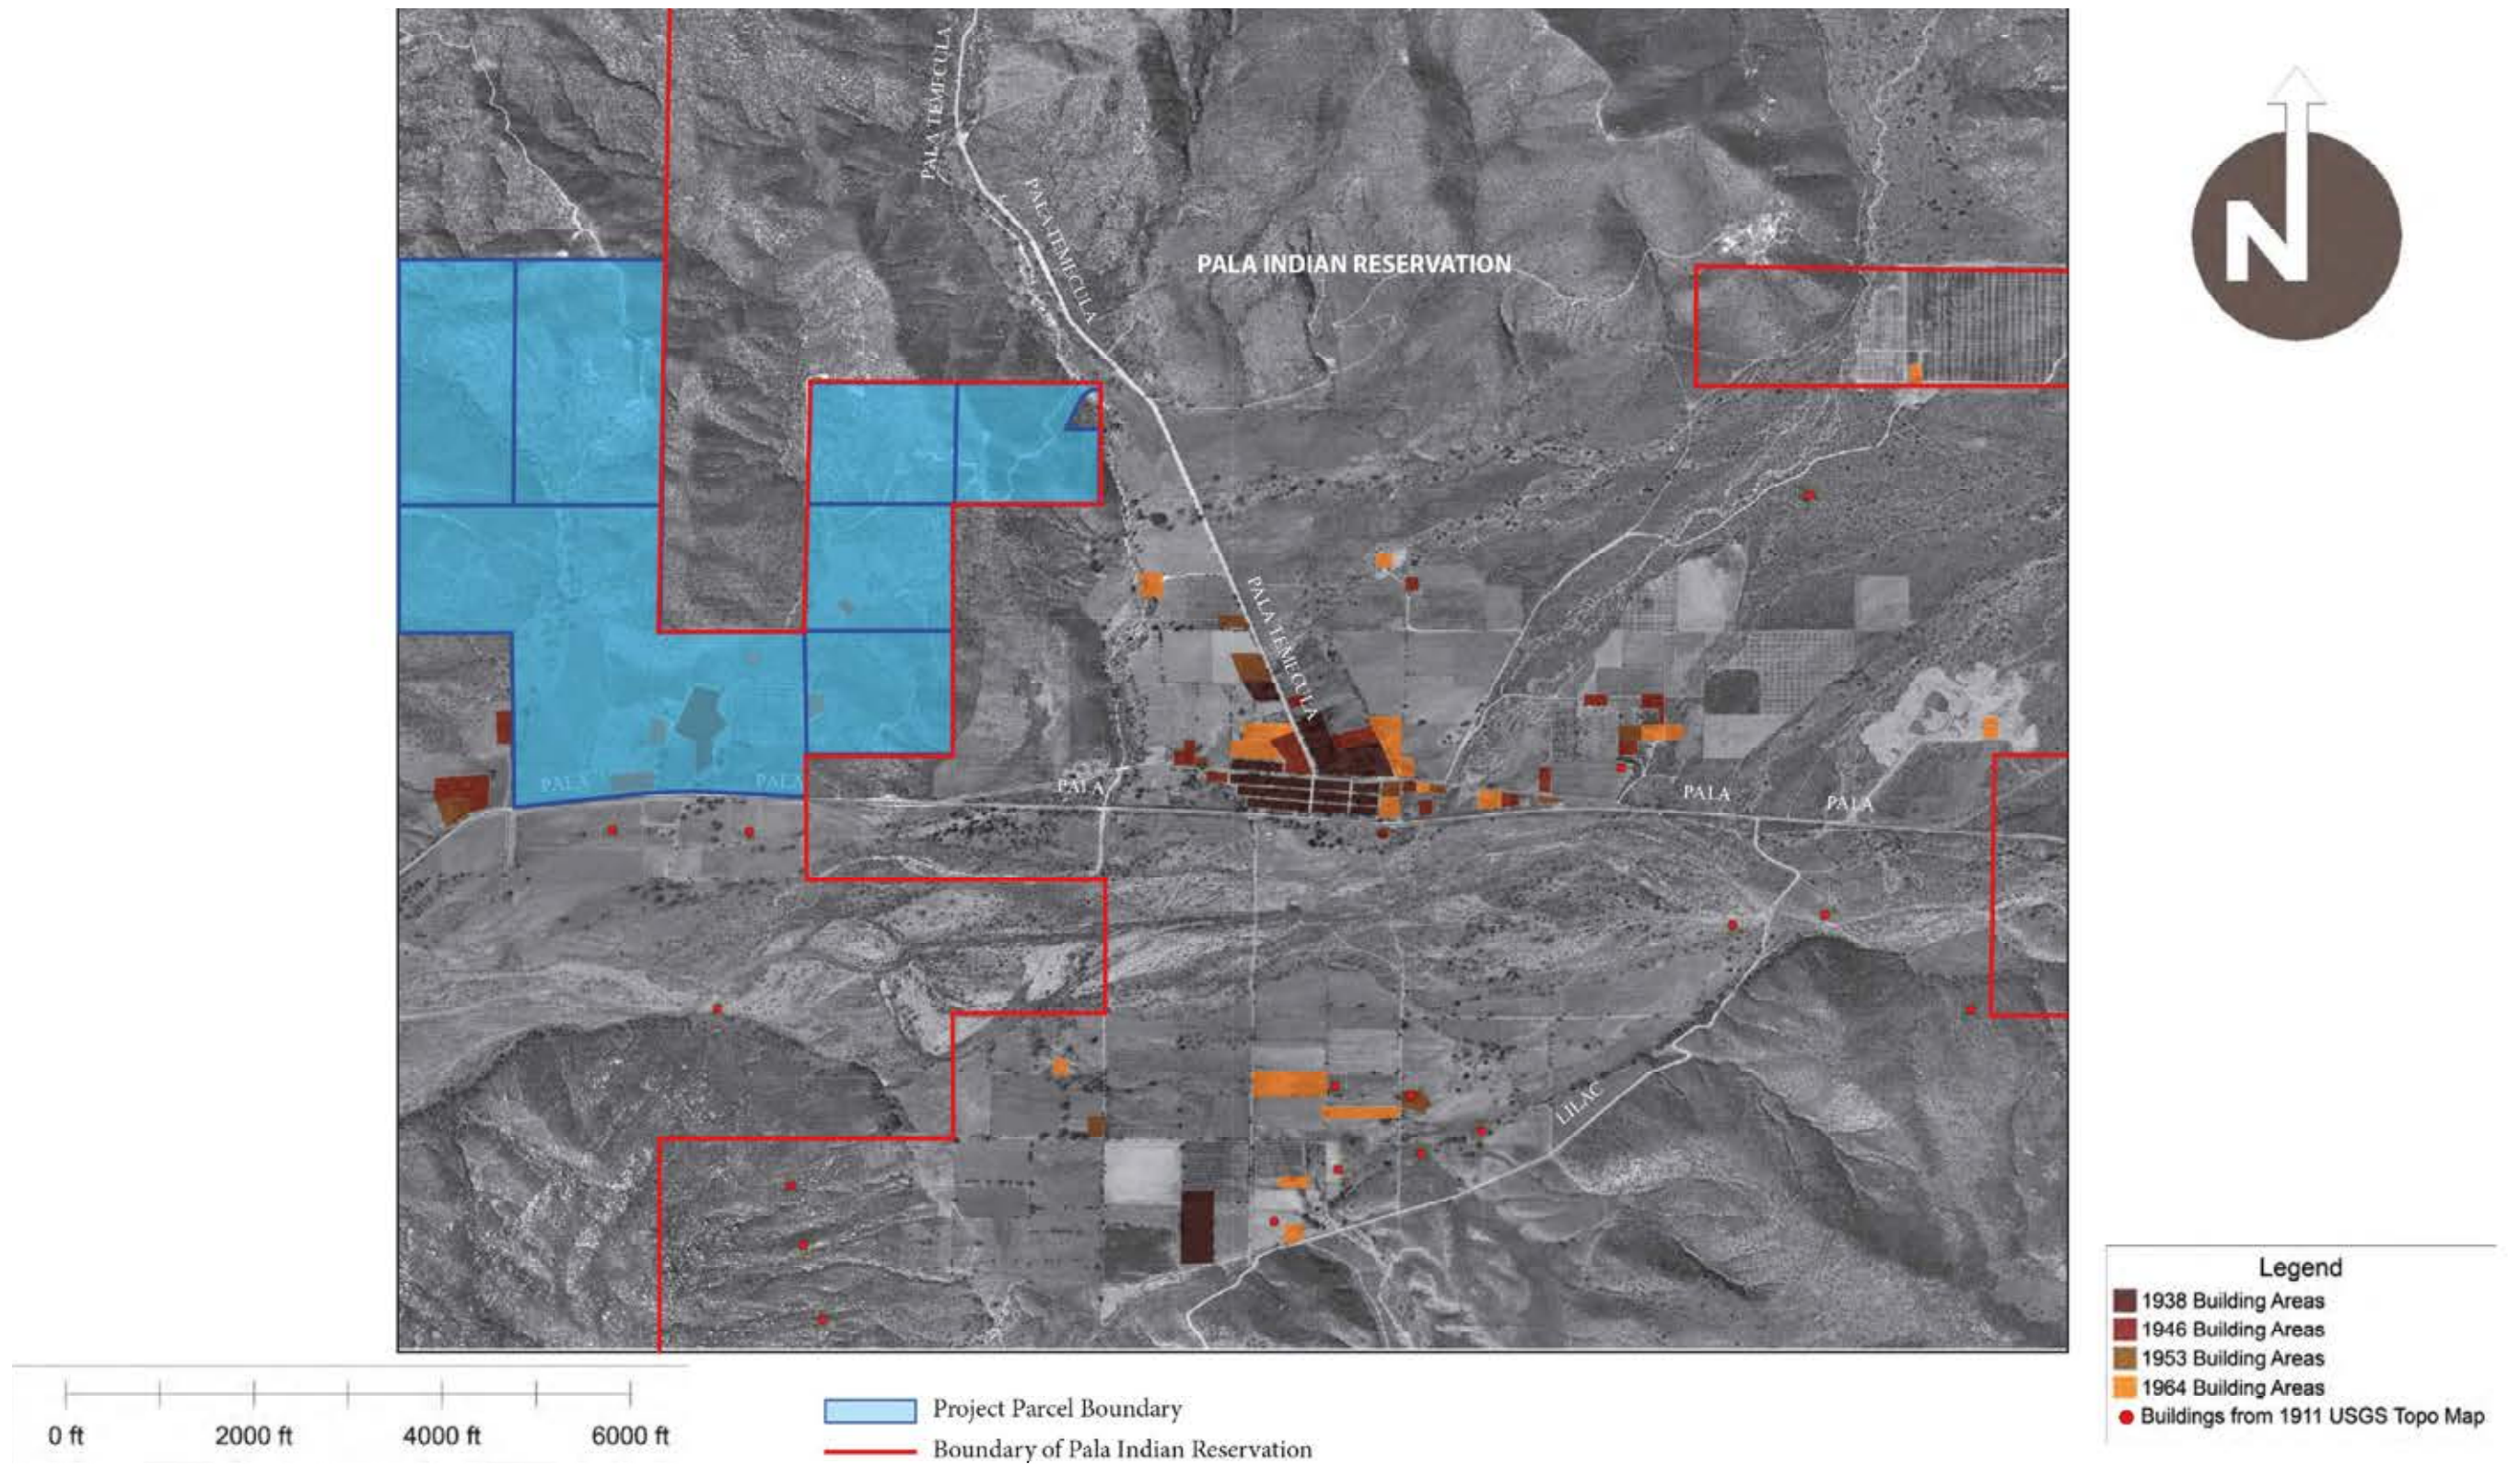 PALA TEMECULA
PALA TEMECULA
PALA INDIAN RESERVATION
N
PALA TEMECULA
PALA
PALA
PALA
PALA
PALA
LILAC
Legend
1938 Building Areas
1946 Building Areas
1953 Building Areas
1964 Building Areas
Buildings from 1911 USGS Topo Map
0 ft 2000 ft 4000 ft 6000 ft
Project Parcel Boundary
Boundary of Pala Indian Reservation